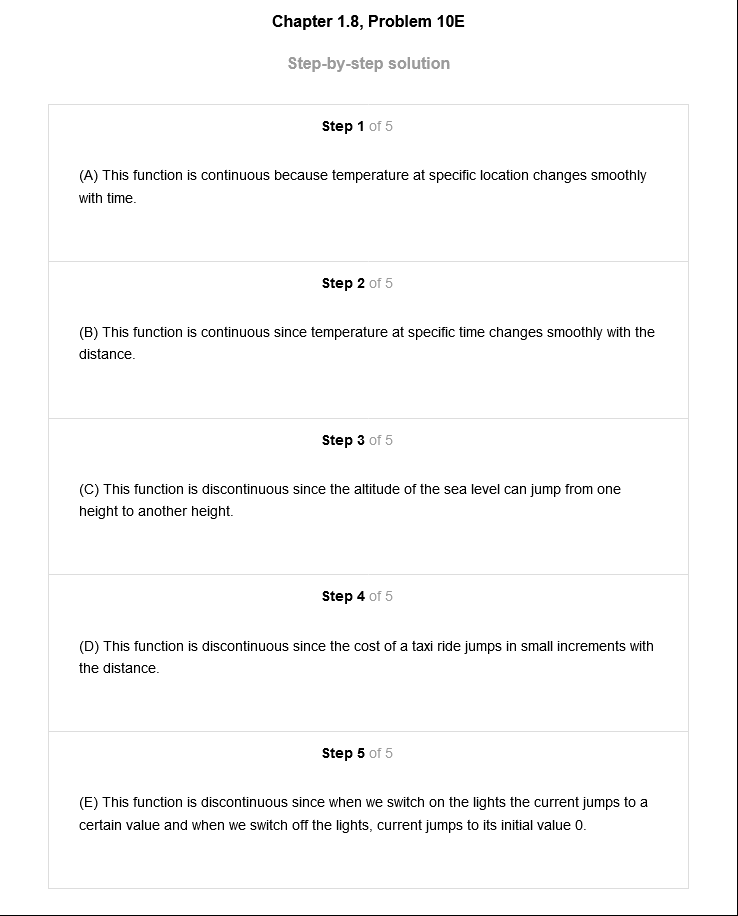 Chapter 1.8, Problem 10E
Step-by-step solution
Step 1 of 5
(A) This function is continuous because temperature at specific location changes smoothly
with time.
Step 2 of 5
(B) This function is continuous since temperature at specific time changes smoothly with the
distance.
Step 3 of 5
(C) This function is discontinuous since the altitude of the sea level can jump from one
height to another height.
Step 4 of 5
(D) This function is discontinuous since the cost of a taxi ride jumps in small increments with
the distance.
Step 5 of 5
(E) This function is discontinuous since when we switch on the lights the current jumps to a
certain value and when we switch off the lights, current jumps to its initial value 0.